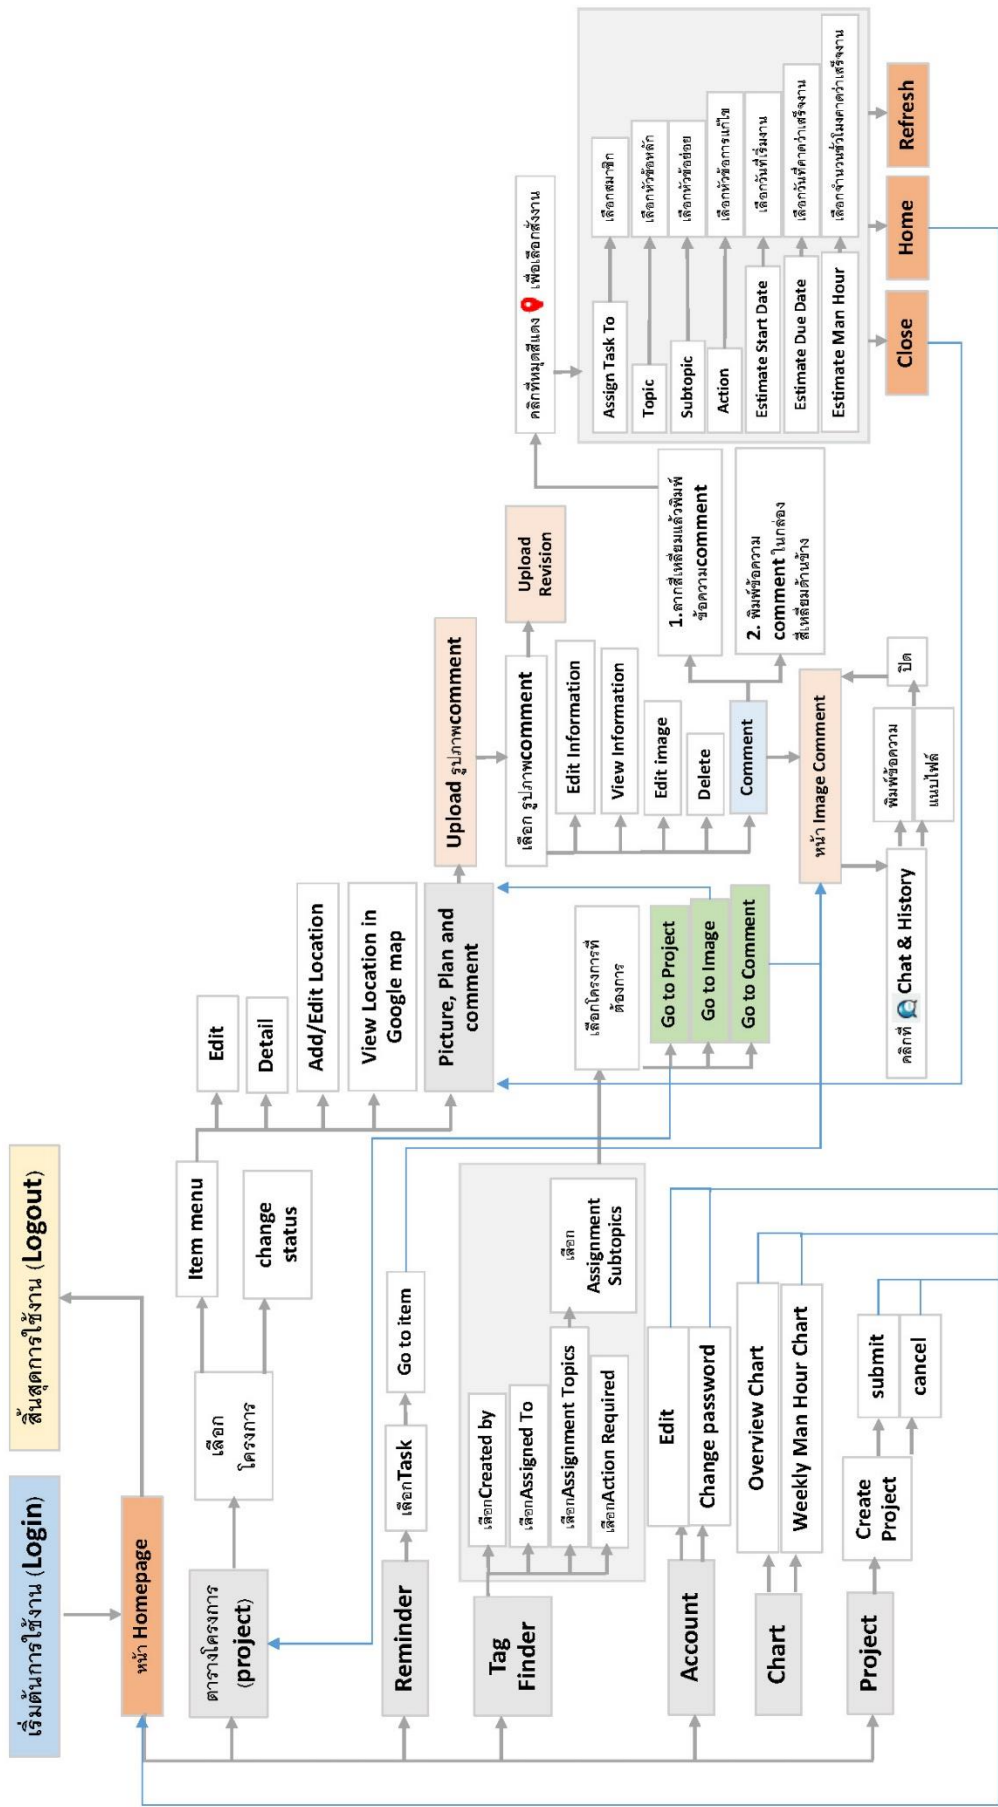 เริ่มต้นการใช้งาน (Login)
สิ้นสุดการใช้งาน (Logout)
หน้า Homepage
ตารางโครงการ
(project)
เลือก
โครงการ
Item menu
change
status
Edit
Detail
Add/Edit Location
View Location in
Google map
Picture, Plan and
comment
Upload รูปภาพcomment
เลือก รูปภาพcomment
Upload
Revision
Edit Information
View Information
Edit image
Delete
Comment
1.ลากสี่เหลี่ยมแล้วพิมพ์
ข้อความcomment
2. พิมพ์ข้อความ
comment ในกล่อง
สี่เหลี่ยมด้านข้าง
คลิกที่หมุดสีแดง เพื่อเลือกสั่งงาน
Assign Task To
เลือกสมาชิก
Topic
เลือกหัวข้อหลัก
Subtopic
เลือกหัวข้อย่อย
Action
เลือกหัวข้อการแก้ไข
Estimate Start Date
เลือกวันที่เริ่มงาน
Estimate Due Date
เลือกวันที่คาดว่าเสร็จงาน
Estimate Man Hour
เลือกจำนวนชั่วโมงคาดว่าเสร็จงาน
Close
Home
Refresh
หน้า Image Comment
คลิกที่ Chat & History
พิมพ์ข้อความ
แนบไฟล์
ปิด
Reminder
เลือกTask
Go to item
Tag
Finder
เลือกCreated by
เลือกAssigned To
เลือกAssignment Topics
เลือกAction Required
เลือก
Assignment
Subtopics
เลือกโครงการที่
ต้องการ
Go to Project
Go to Image
Go to Comment
Account
Edit
Change password
Chart
Overview Chart
Weekly Man Hour Chart
Project
Create
Project
submit
cancel